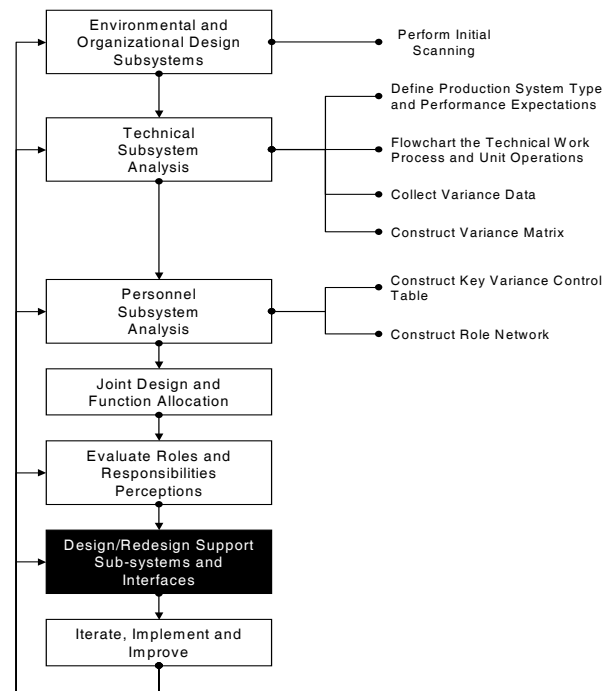 Environmental and
Organizational Design
Subsystems
Perform Initial
Scanning
Define Production System Type
and Performance Expectations
Technical
Subsystem
Analysis
Flowchart the Technical Work
Process and Unit Operations
Collect Variance Data
Construct Variance Matrix
Personnel
Subsystem
Analysis
Construct Key Variance Control
Table
Construct Role Network
Joint Design and
Function Allocation
Evaluate Roles and
Responsibilities
Perceptions
Design/Redesign Support
Sub-systems and
Interfaces
Iterate, Implement and
Improve